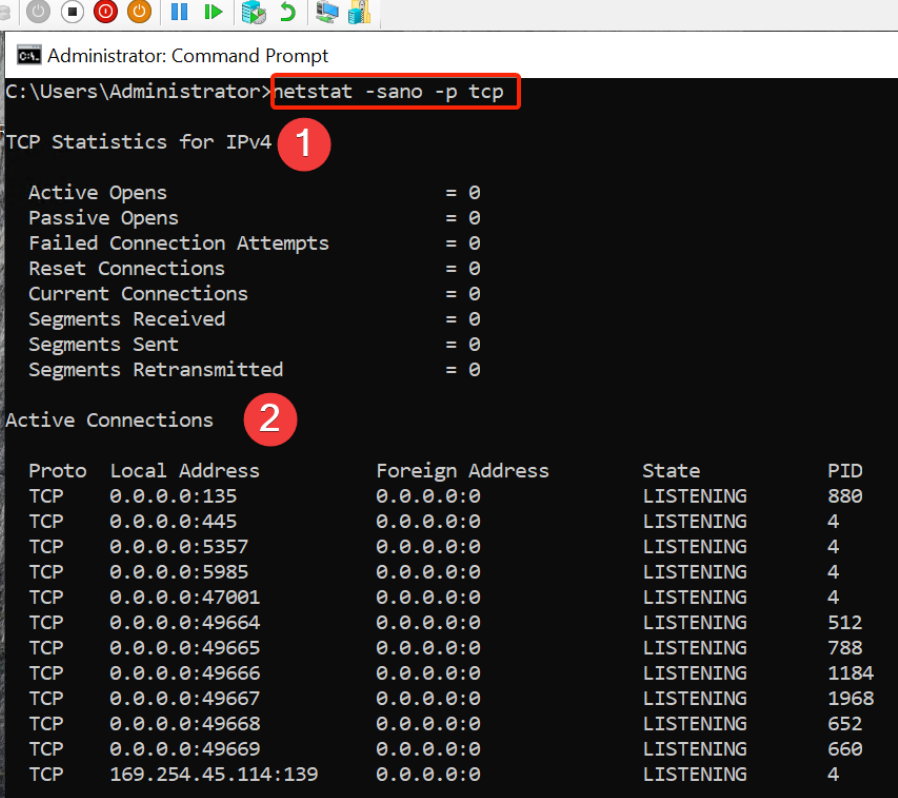 Administrator: Command Prompt
C:\Users\Administrator>netstat -sano -p tcp
TCP Statistics for IPv4 1
Active Opens = 0
Passive Opens = 0
Failed Connection Attempts = 0
Reset Connections = 0
Current Connections = 0
Segments Received = 0
Segments Sent = 0
Segments Retransmitted = 0
Active Connections 2
Proto Local Address Foreign Address State PID
TCP 0.0.0.0:135 0.0.0.0:0 LISTENING 880
TCP 0.0.0.0:445 0.0.0.0:0 LISTENING 4
TCP 0.0.0.0:5357 0.0.0.0:0 LISTENING 4
TCP 0.0.0.0:5985 0.0.0.0:0 LISTENING 4
TCP 0.0.0.0:47001 0.0.0.0:0 LISTENING 4
TCP 0.0.0.0:49664 0.0.0.0:0 LISTENING 512
TCP 0.0.0.0:49665 0.0.0.0:0 LISTENING 788
TCP 0.0.0.0:49666 0.0.0.0:0 LISTENING 1184
TCP 0.0.0.0:49667 0.0.0.0:0 LISTENING 1968
TCP 0.0.0.0:49668 0.0.0.0:0 LISTENING 652
TCP 0.0.0.0:49669 0.0.0.0:0 LISTENING 660
TCP 169.254.45.114:139 0.0.0.0:0 LISTENING 4